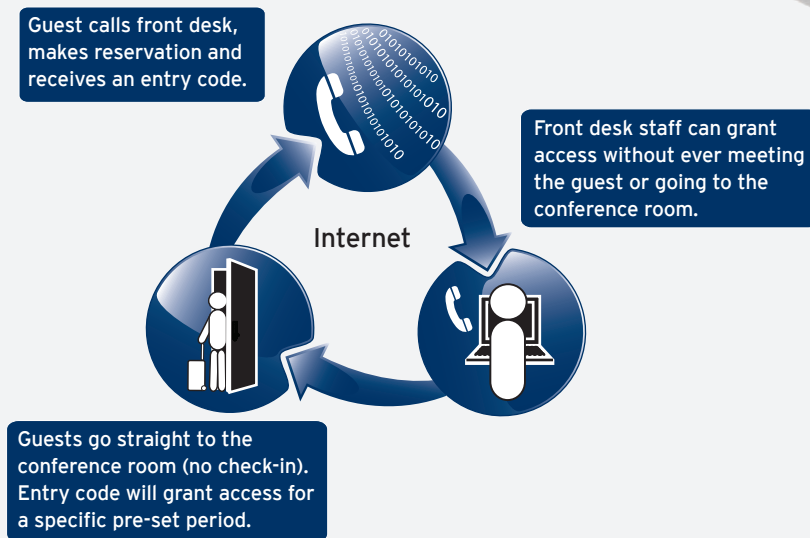 Guest calls front desk,
makes reservation and
receives an entry code.
01010101010
Front desk staff can grant
access without ever meeting
the guest or going to the
conference room.
Internet
Guests go straight to the
conference room (no check-in).
Entry code will grant access for
a specific pre-set period.